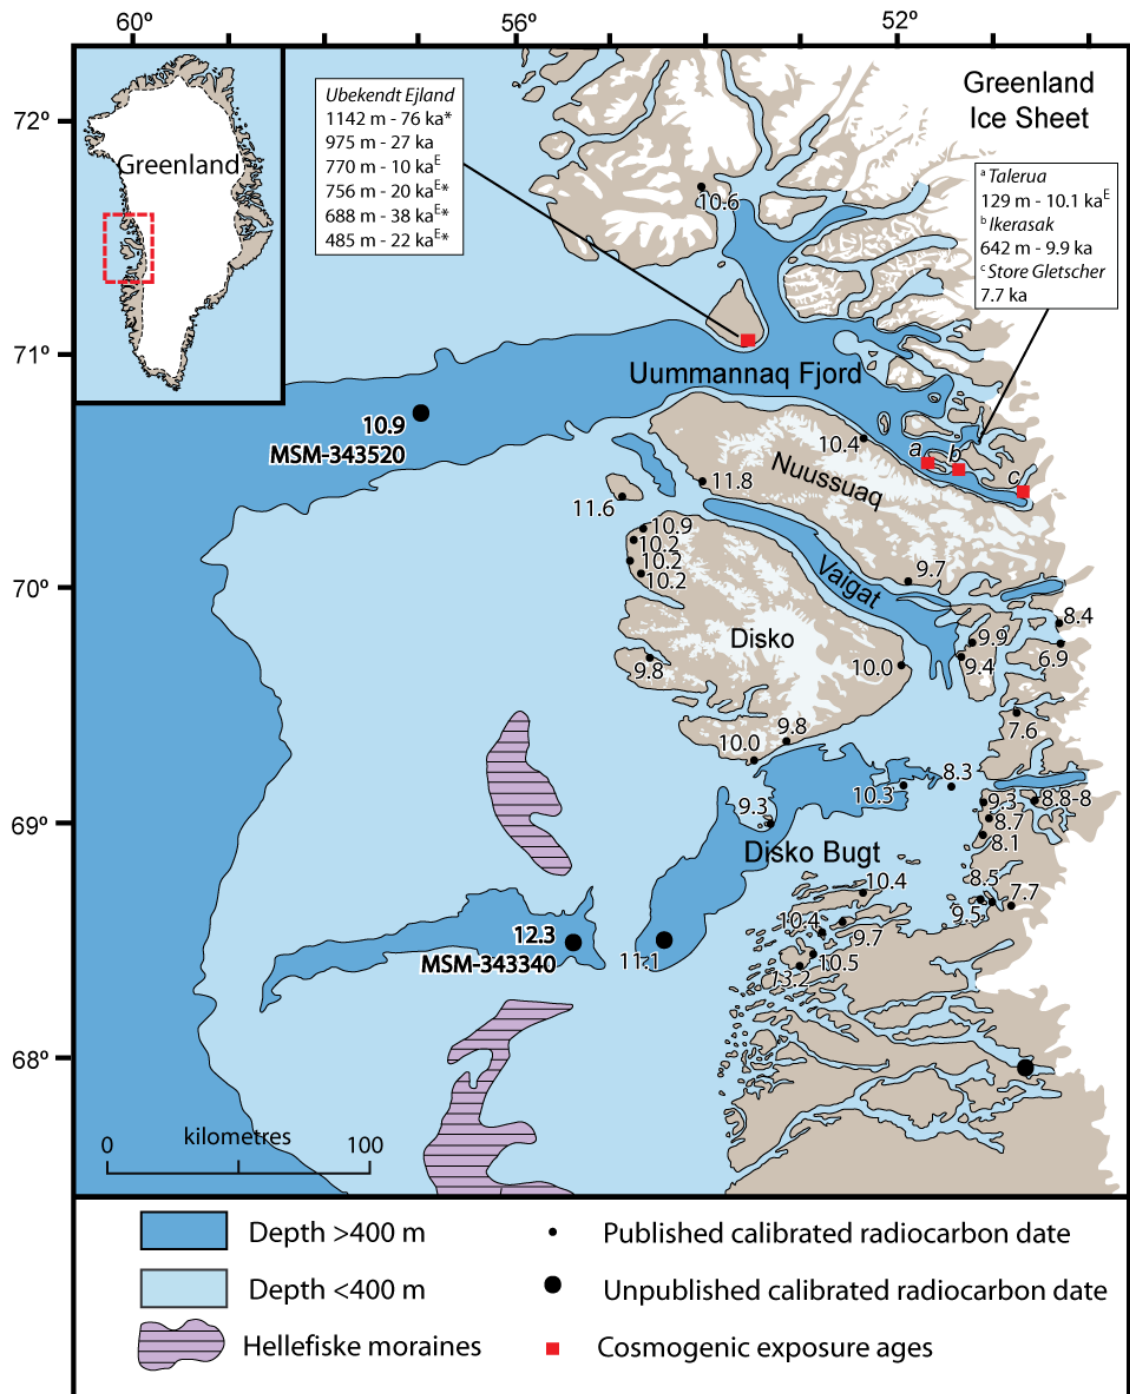 60º
56º
52º
72º
71º
70º
69º
68º
Greenland
Greenland
Ice Sheet
Ubekendt Ejland
1142 m - 76 ka*
975 m - 27 ka
770 m - 10 kaᴱ
756 m - 20 kaᴱ*
688 m - 38 kaᴱ*
485 m - 22 kaᴱ*
ᵃ Talerua
129 m - 10.1 kaᴱ
ᵇ Ikerasak
642 m - 9.9 ka
ᶜ Store Gletscher
7.7 ka
10.6
Uummannaq Fjord
10.9
MSM-343520
10.4
a
b
c
Nuussuaq
11.8
11.6
10.9
10.2
10.2
10.2
Vaigat
9.7
8.4
Disko
9.9
9.8
10.0
9.4
6.9
7.6
9.8
10.0
8.3
10.3
9.3
9.3
8.8-8
8.7
8.1
Disko Bugt
10.4
8.5
7.7
9.5
10.4
9.7
12.3
MSM-343340
11.1
10.5
13.2
0
kilometres
100
Depth >400 m
Published calibrated radiocarbon date
Depth <400 m
Unpublished calibrated radiocarbon date
Hellefiske moraines
Cosmogenic exposure ages